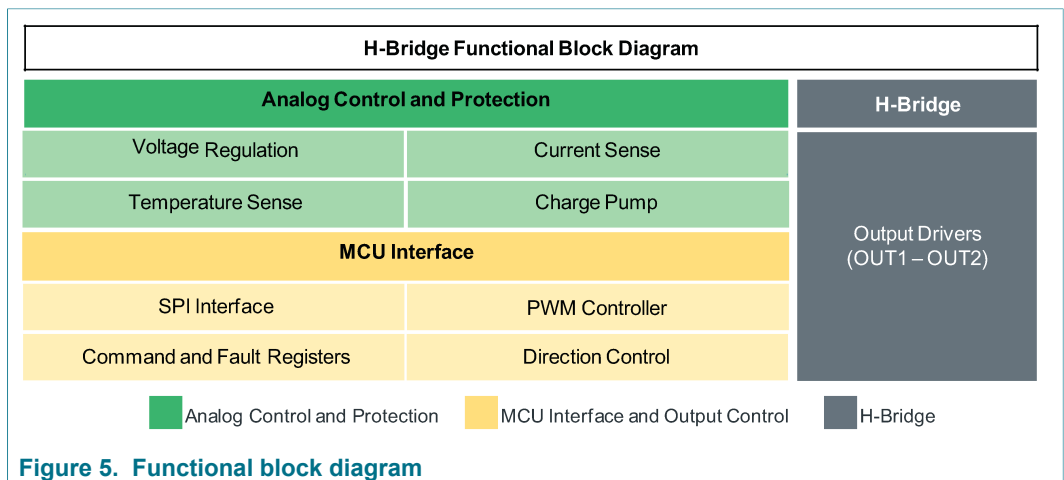 H-Bridge Functional Block Diagram
Analog Control and Protection
H-Bridge
Voltage Regulation
Current Sense
Temperature Sense
Charge Pump
Output Drivers
(OUT1 – OUT2)
MCU Interface
SPI Interface
PWM Controller
Command and Fault Registers
Direction Control
Analog Control and Protection
MCU Interface and Output Control
H-Bridge
Figure 5. Functional block diagram